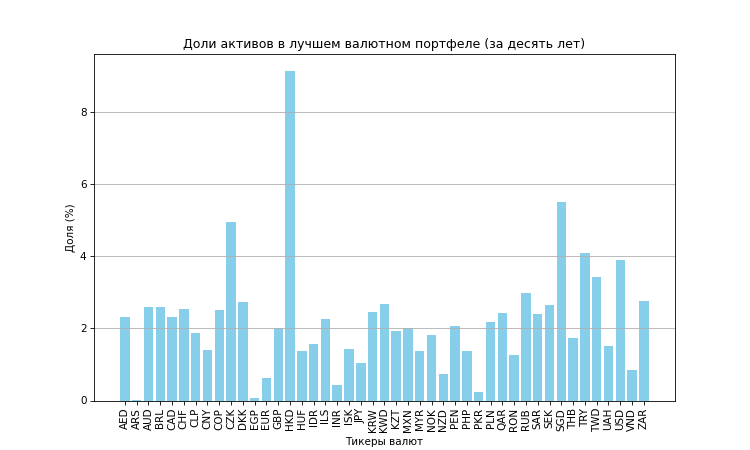 Доли активов в лучшем валютном портфеле (за десять лет)
Доля (%)
8
6
4
2
0
AED ARS AUD BRL CAD CHF CLP CNY COP CZK DKK EGP EUR GBP HKD HUF IDR ILS INR ISK JPY KRW KWD KZT MXN MYR NOK NZD PEN PHP PKR PLN QAR RON RUB SAR SEK SGD THB TRY TWD UAH USD VND ZAR
Тикеры валют